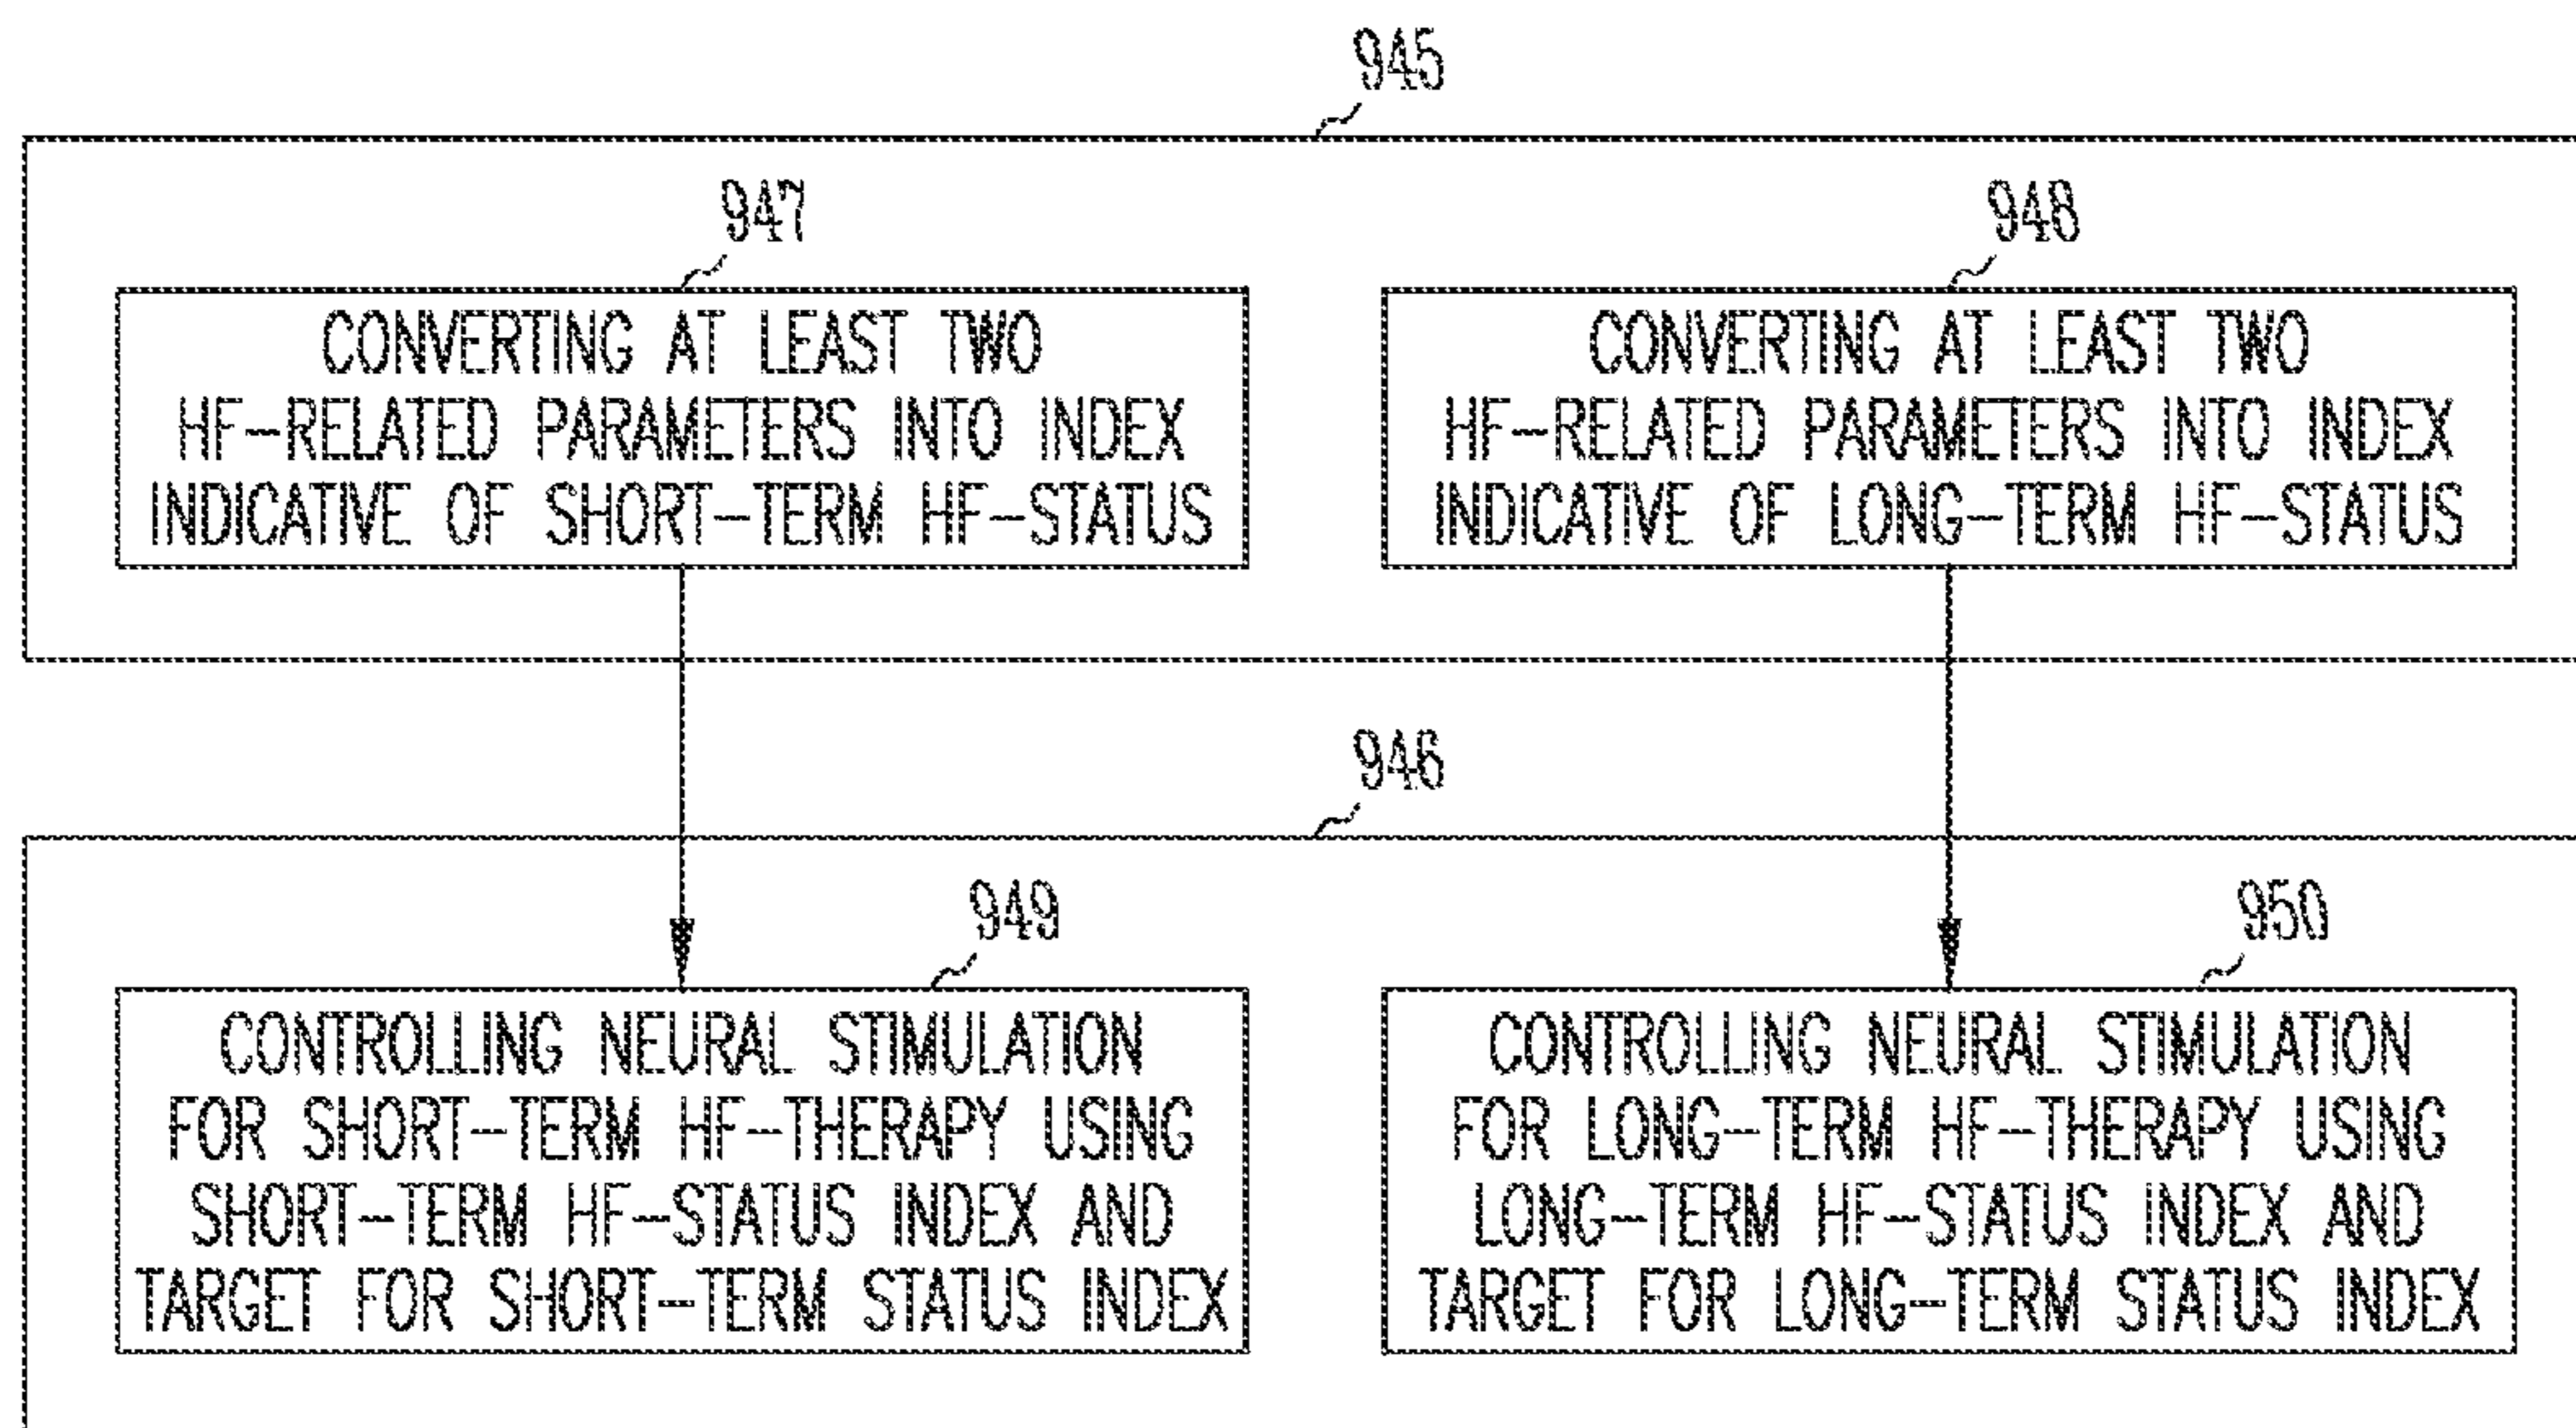 945
947
CONVERTING AT LEAST TWO
HF-RELATED PARAMETERS INTO INDEX
INDICATIVE OF SHORT-TERM HF-STATUS
948
CONVERTING AT LEAST TWO
HF-RELATED PARAMETERS INTO INDEX
INDICATIVE OF LONG-TERM HF-STATUS
946
949
CONTROLLING NEURAL STIMULATION
FOR SHORT-TERM HF-THERAPY USING
SHORT-TERM HF-STATUS INDEX AND
TARGET FOR SHORT-TERM STATUS INDEX
950
CONTROLLING NEURAL STIMULATION
FOR LONG-TERM HF-THERAPY USING
LONG-TERM HF-STATUS INDEX AND
TARGET FOR LONG-TERM STATUS INDEX